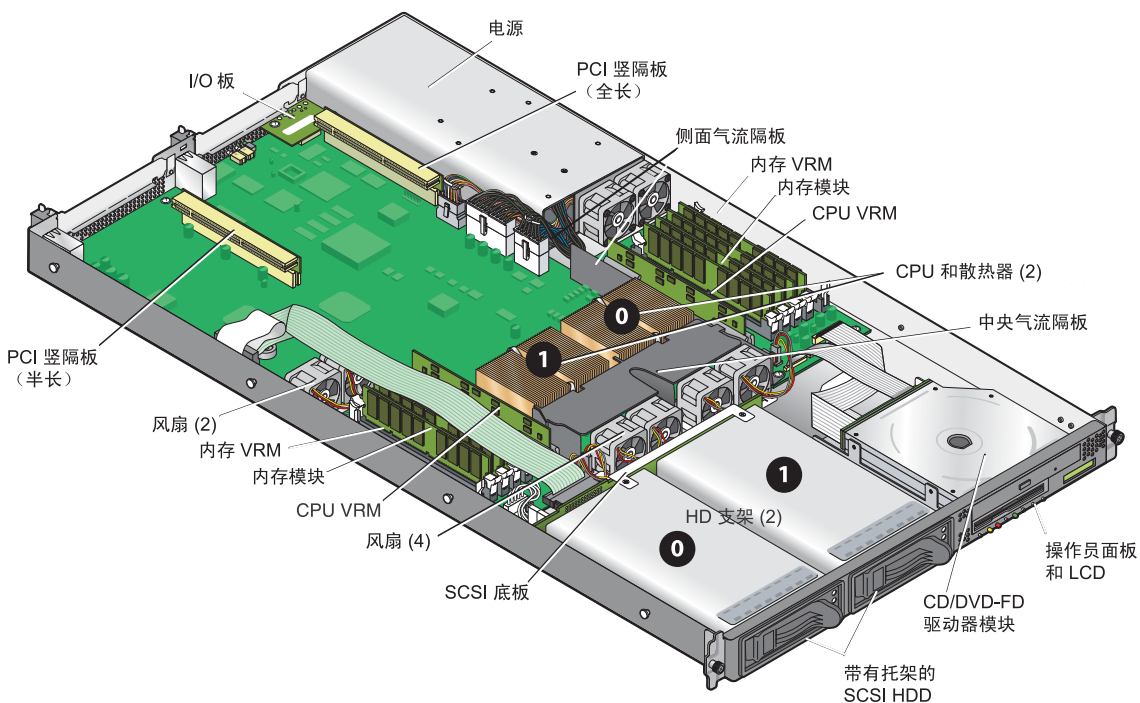 电源
PCI 竖隔板
（全长）
I/O 板
侧面气流隔板
内存 VRM
内存模块
CPU VRM
CPU 和散热器 (2)
0
中央气流隔板
1
PCI 竖隔板
（半长）
风扇 (2)
内存 VRM
内存模块
CPU VRM
风扇 (4)
1
HD 支架 (2)
0
SCSI 底板
操作员面板
和 LCD
CD/DVD-FD
驱动器模块
带有托架的
SCSI HDD